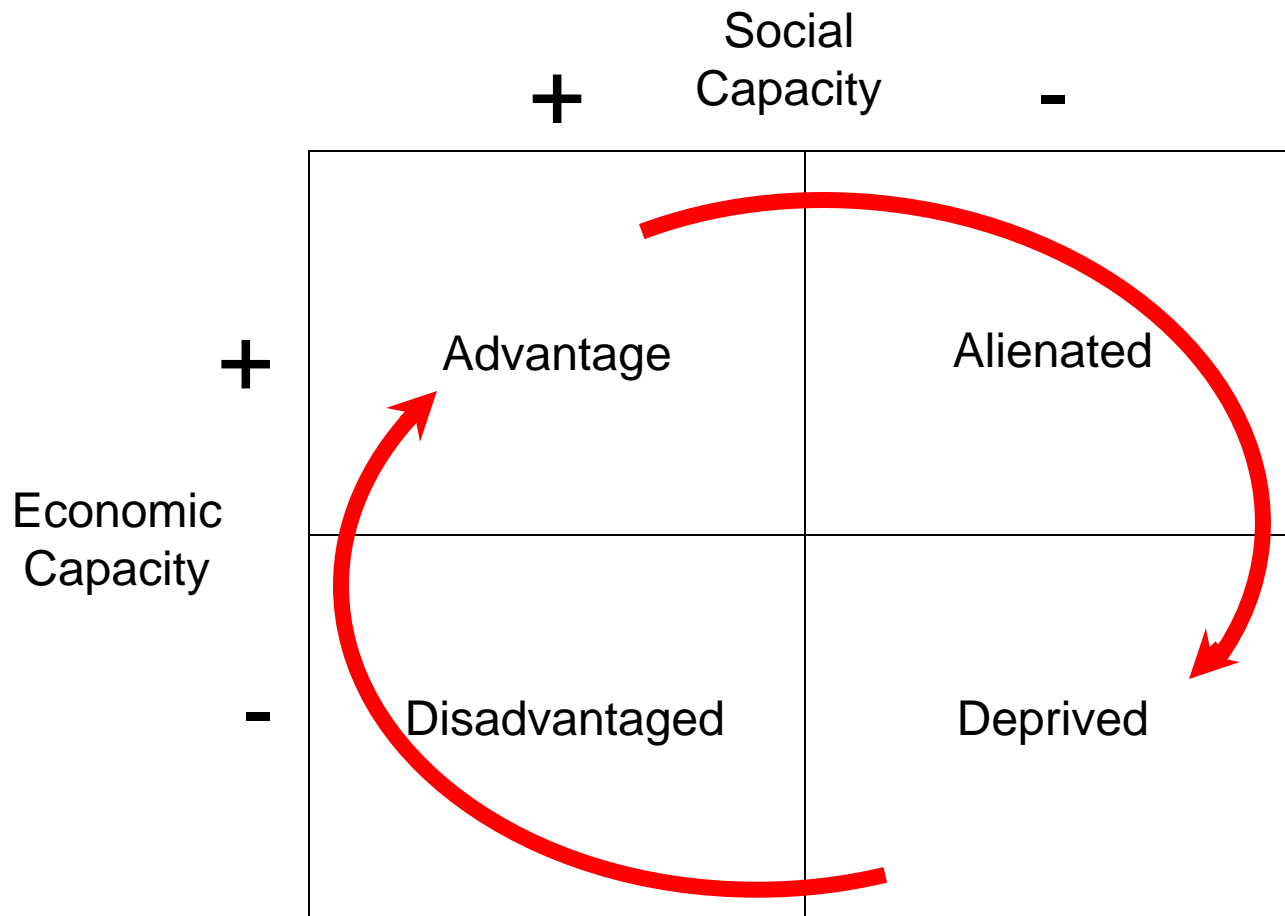 Social
Capacity
+ -
+ Advantage Alienated
Economic
Capacity
- Disadvantaged Deprived